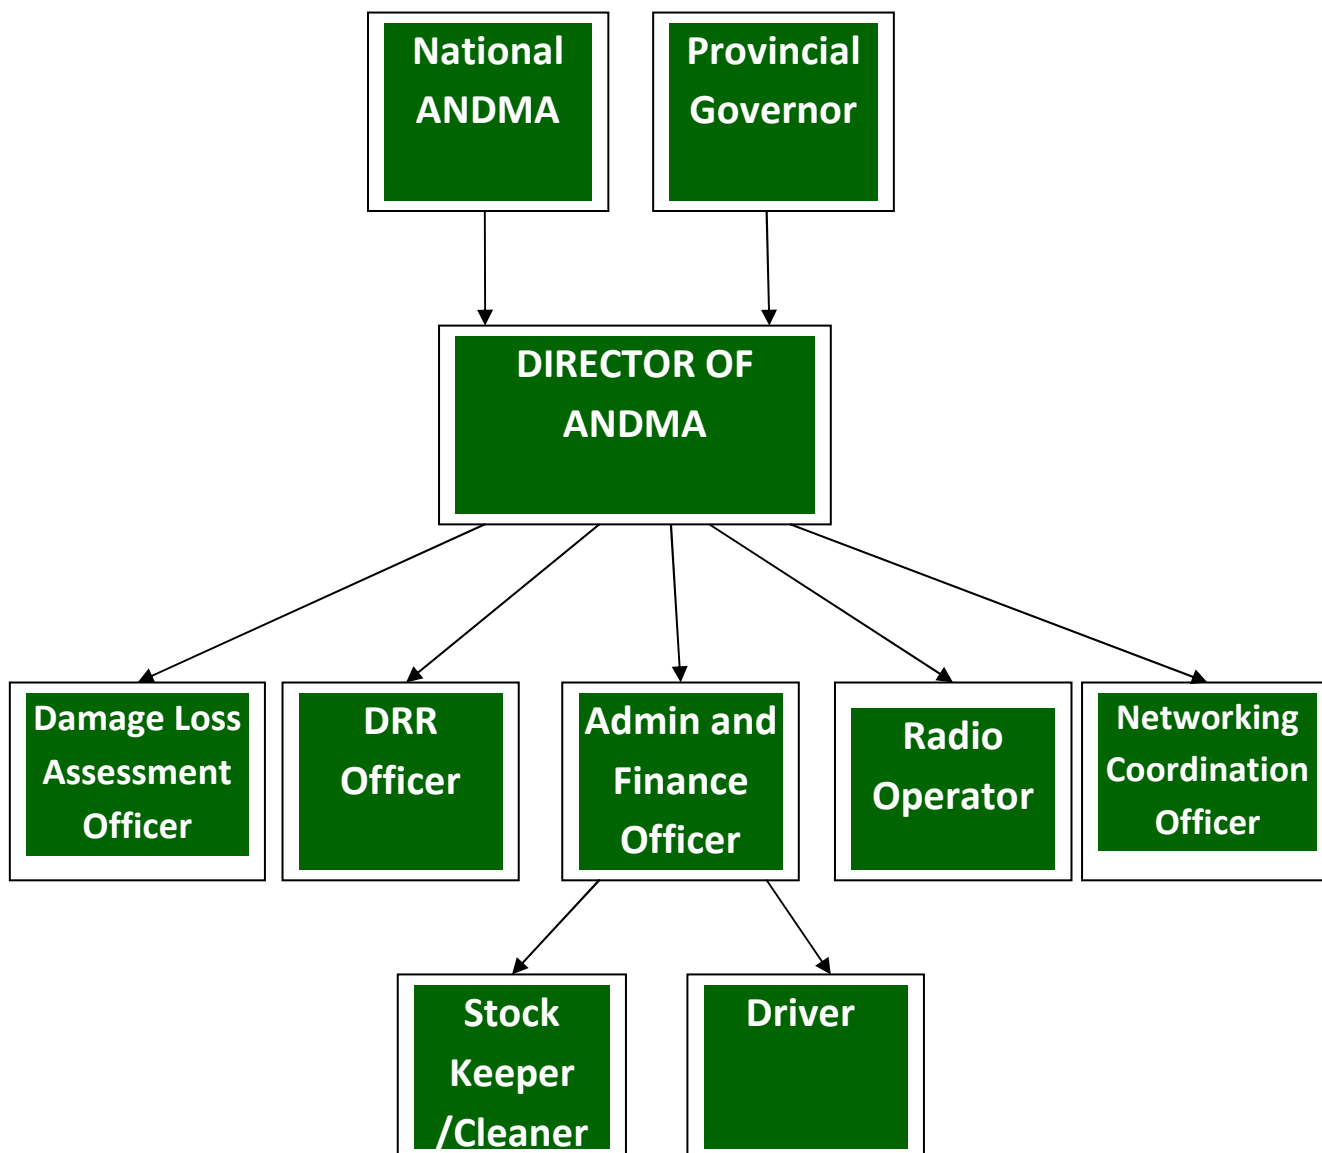 National
ANDMA
Provincial
Governor
DIRECTOR OF
ANDMA
Damage Loss
Assessment
Officer
DRR
Officer
Admin and
Finance
Officer
Radio
Operator
Networking
Coordination
Officer
Stock
Keeper
/Cleaner
Driver